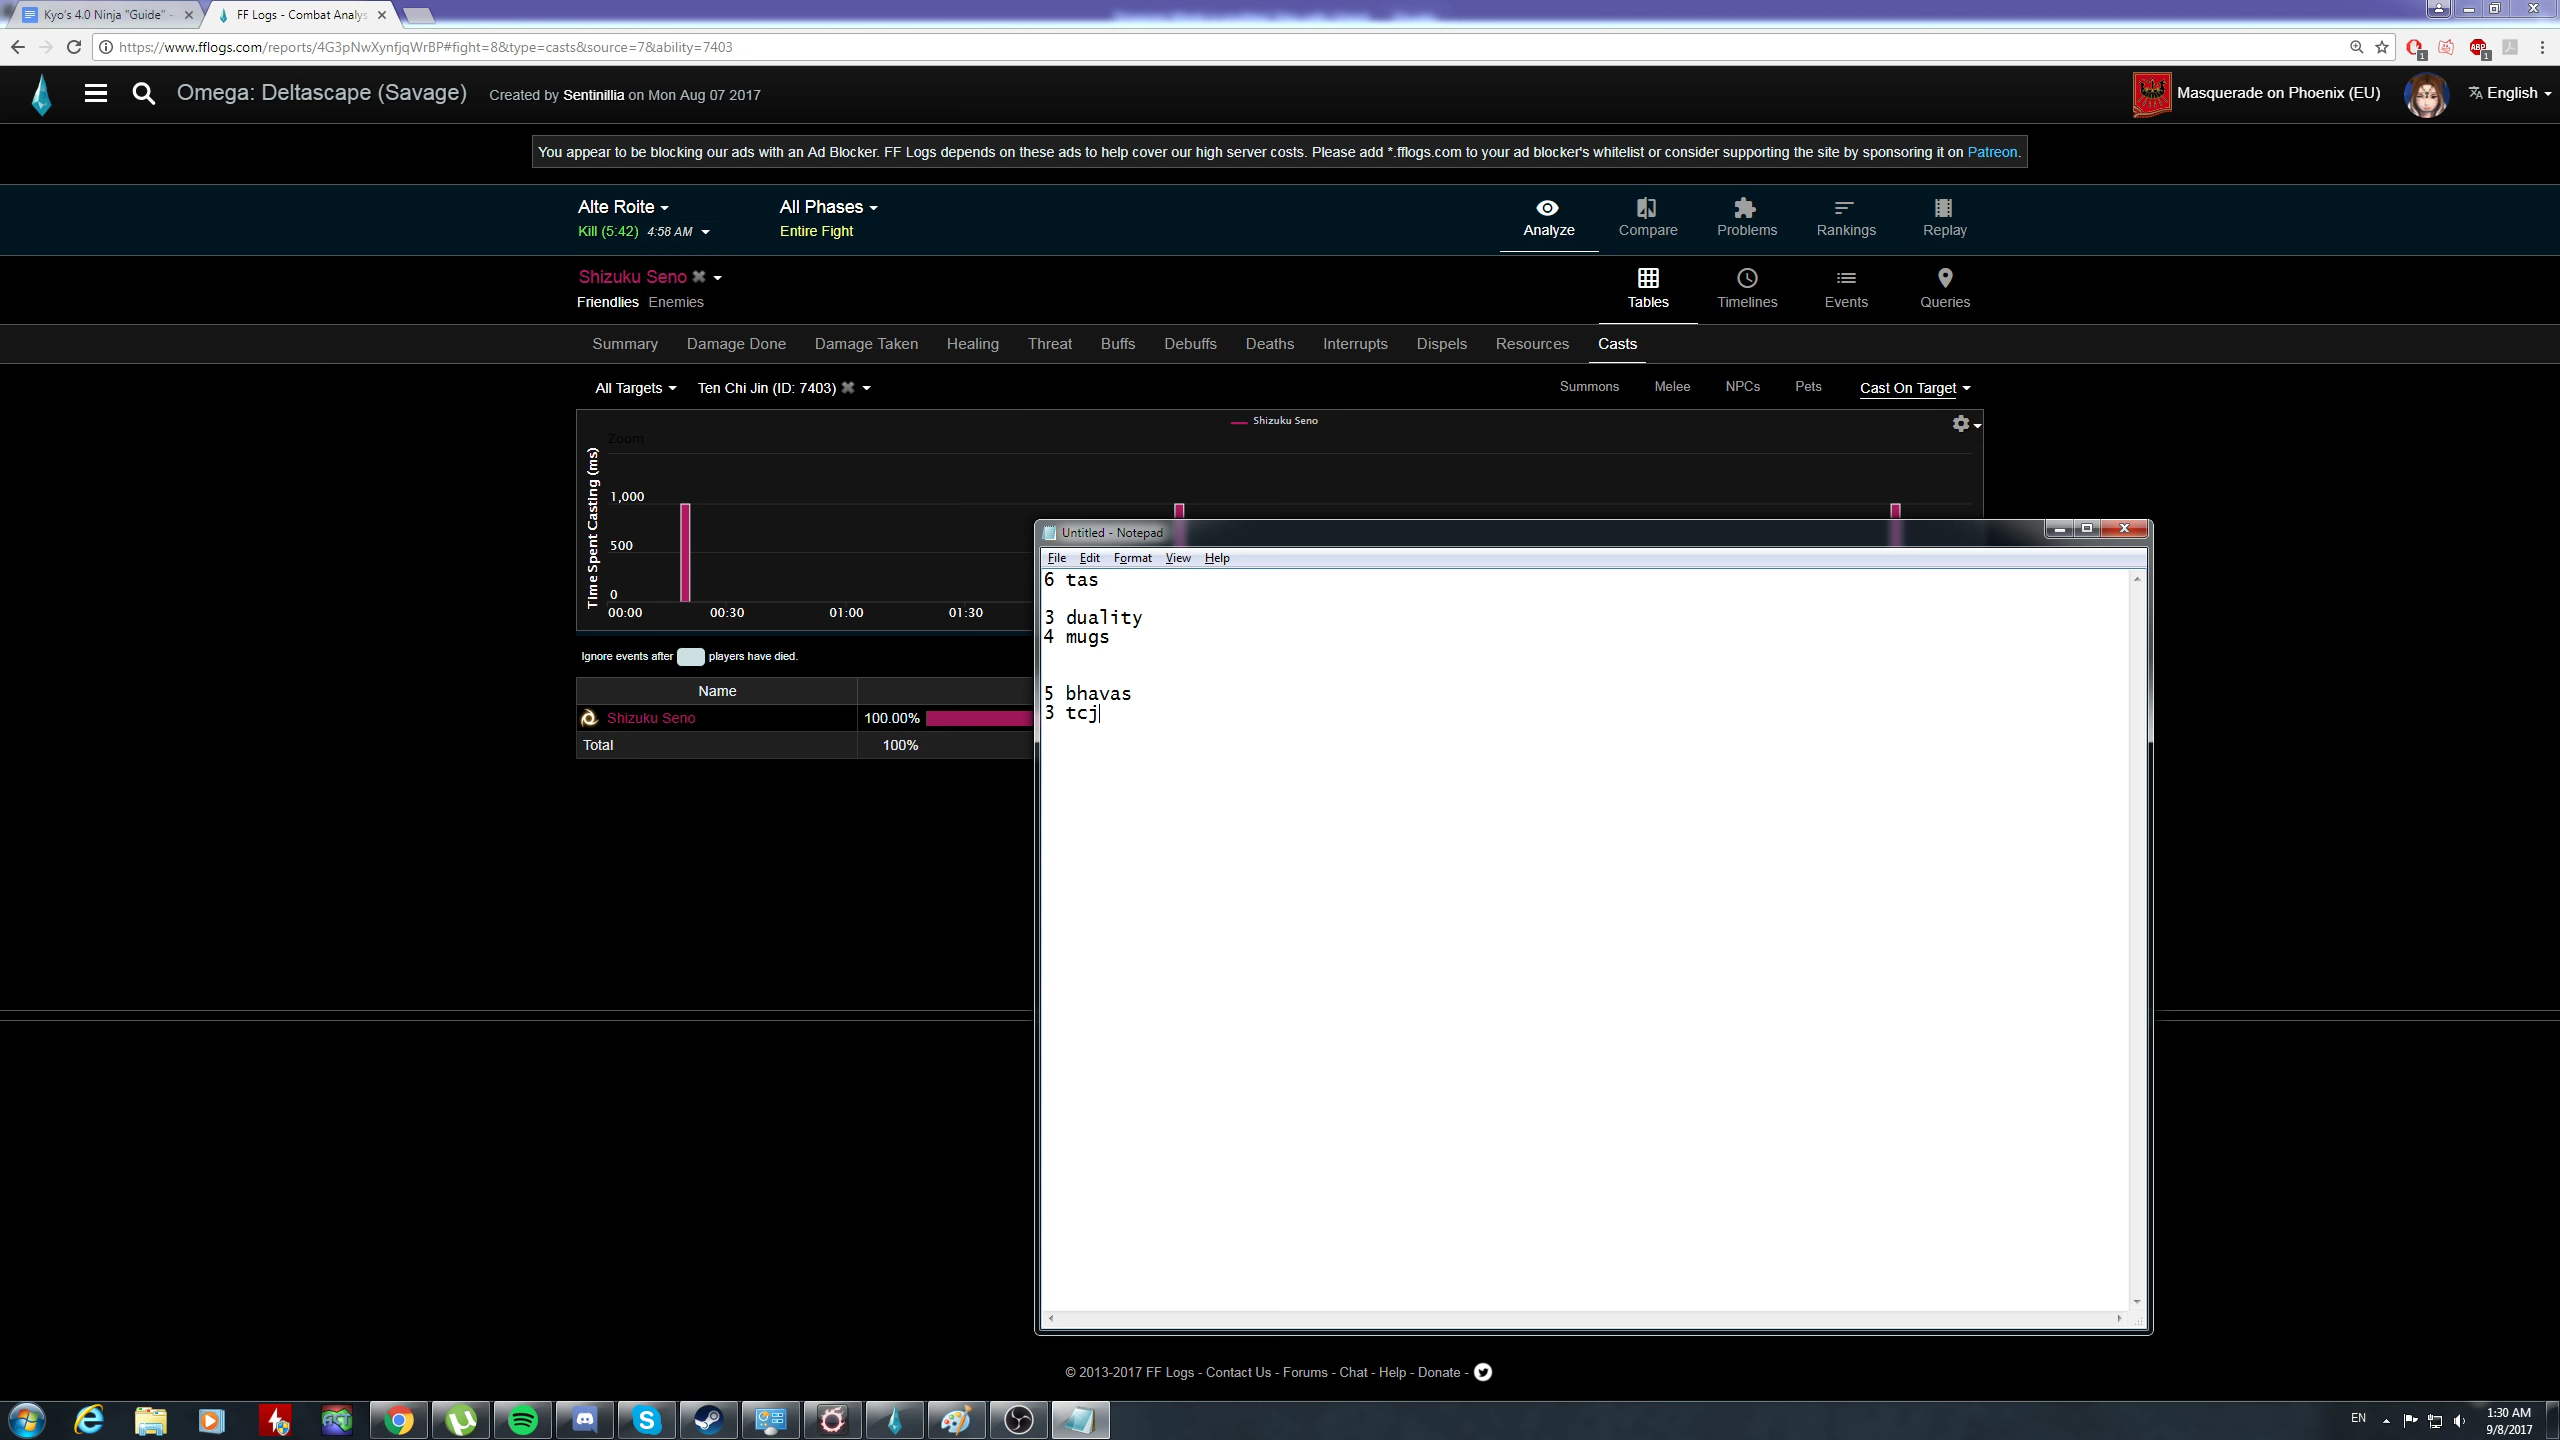 Kyo's 4.0 Ninja "Guide" -
FF Logs - Combat Analys
https://www.fflogs.com/reports/4G3pNwXynfjqWrBP#fight=8&type=casts&source=7&ability=7403
Omega: Deltascape (Savage) Created by Sentinillia on Mon Aug 07 2017
Masquerade on Phoenix (EU)
English
You appear to be blocking our ads with an Ad Blocker. FF Logs depends on these ads to help cover our high server costs. Please add *.fflogs.com to your ad blocker's whitelist or consider supporting the site by sponsoring it on Patreon.
Alte Roite All Phases
Kill (5:42) 4:58 AM Entire Fight
Analyze Compare Problems Rankings Replay
Shizuku Seno
Friendlies Enemies
Tables Timelines Events Queries
Summary Damage Done Damage Taken Healing Threat Buffs Debuffs Deaths Interrupts Dispels Resources Casts
All Targets Ten Chi Jin (ID: 7403) Summons Melee NPCs Pets Cast On Target
Shizuku Seno
Zoom
Time Spent Casting (ms)
1,000
500
0
00:00 00:30 01:00 01:30
Ignore events after players have died.
Name
Shizuku Seno 100.00%
Total 100%
Untitled - Notepad
File Edit Format View Help
6 tas
3 duality
4 mugs
5 bhavas
3 tcj
© 2013-2017 FF Logs - Contact Us - Forums - Chat - Help - Donate -
EN
1:30 AM
9/8/2017